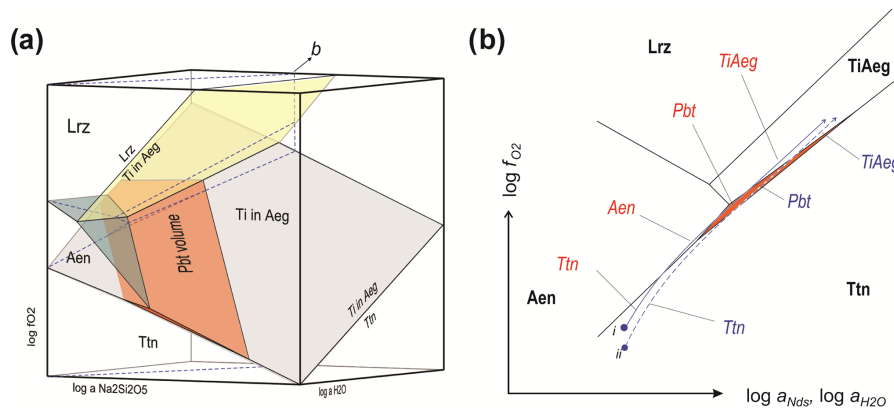 (a)
b
Lrz
Lrz
Ti in Aeg
Ti in Aeg
Pbt volume
Aen
Ttn
Ti in Aeg
Ttn
log fO2
log a Na2Si2O5
log a H2O
(b)
Lrz
TiAeg
TiAeg
Pbt
TiAeg
Pbt
Aen
Ttn
Aen
Ttn
Ttn
i
ii
log fO2
log aNds, log aH2O